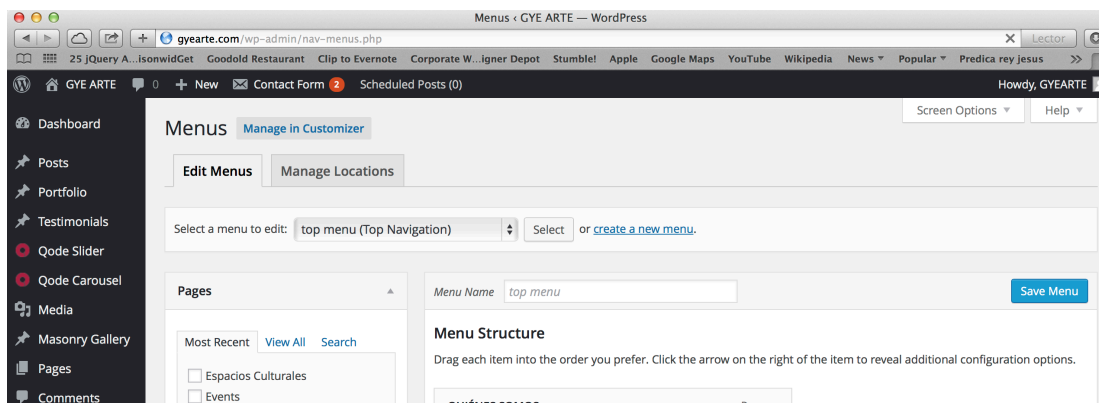 Menus ‹ GYE ARTE — WordPress
gyearte.com/wp-admin/nav-menus.php
Lector
25 jQuery A...isonwidGet Goodold Restaurant Clip to Evernote Corporate W...igner Depot Stumble! Apple Google Maps YouTube Wikipedia News Popular Predica rey jesus
GYE ARTE 0 + New Contact Form 2 Scheduled Posts (0) Howdy, GYEARTE
Screen Options Help
Dashboard
Menus Manage in Customizer
Posts
Edit Menus Manage Locations
Portfolio
Testimonials
Select a menu to edit: top menu (Top Navigation) Select or create a new menu.
Qode Slider
Qode Carousel
Pages
Menu Name top menu Save Menu
Media
Menu Structure
Masonry Gallery
Most Recent View All Search
Drag each item into the order you prefer. Click the arrow on the right of the item to reveal additional configuration options.
Pages
Espacios Culturales
Comments
Events
QUIÉNES SOMOS